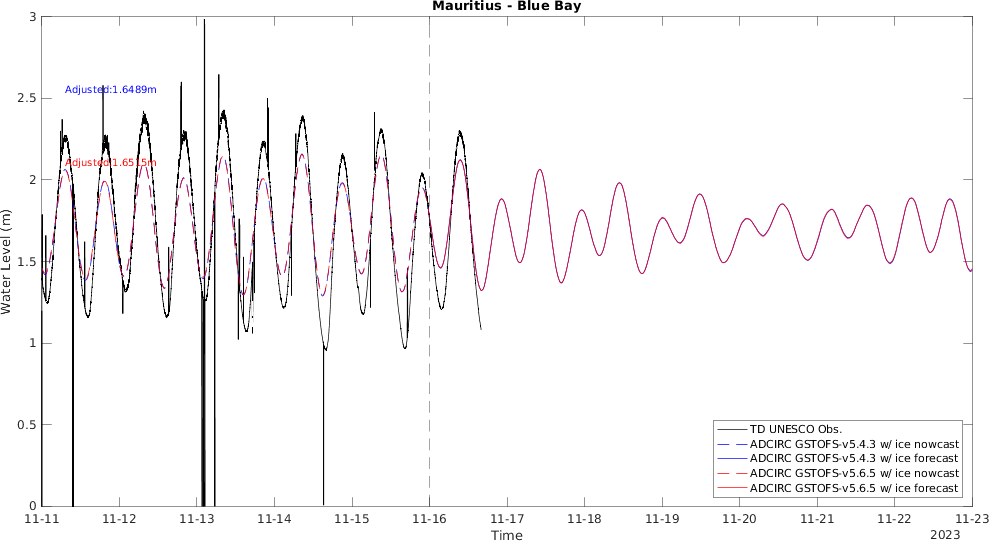 Mauritius - Blue Bay
Water Level (m)
3
2.5
2
1.5
1
0.5
0
Adjusted:1.6489m
Adjusted:1.6515m
TD UNESCO Obs.
ADCIRC GSTOFS-v5.4.3 w/ ice nowcast
ADCIRC GSTOFS-v5.4.3 w/ ice forecast
ADCIRC GSTOFS-v5.6.5 w/ ice nowcast
ADCIRC GSTOFS-v5.6.5 w/ ice forecast
11-11 11-12 11-13 11-14 11-15 11-16 11-17 11-18 11-19 11-20 11-21 11-22 11-23
Time
2023